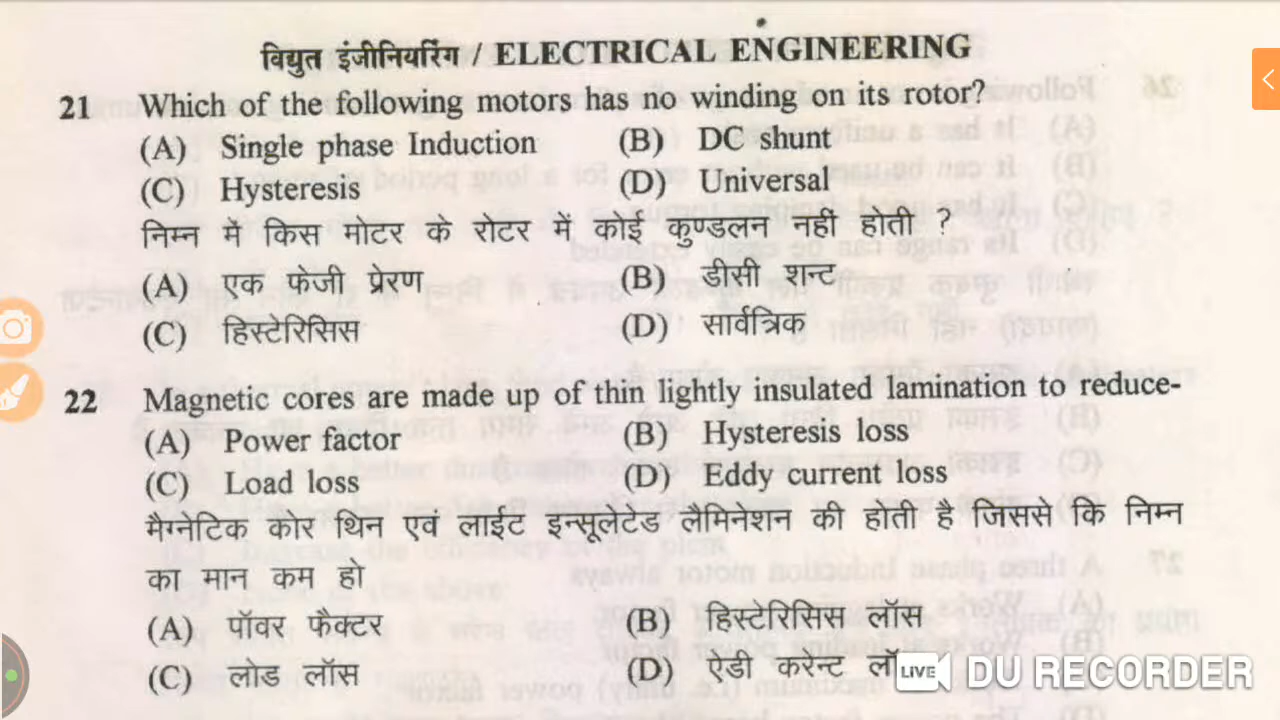 विद्युत इंजीनियरिंग / ELECTRICAL ENGINEERING
21 Which of the following motors has no winding on its rotor?
(A) Single phase Induction (B) DC shunt
(C) Hysteresis (D) Universal
निम्न में किस मोटर के रोटर में कोई कुण्डलन नही होती ?
(A) एक फेजी प्रेरण (B) डीसी शन्ट
(C) हिस्टेरिसिस (D) सार्वत्रिक
22 Magnetic cores are made up of thin lightly insulated lamination to reduce-
(A) Power factor (B) Hysteresis loss
(C) Load loss (D) Eddy current loss
मैग्नेटिक कोर थिन एवं लाईट इन्सूलेटेड लैमिनेशन की होती है जिससे कि निम्न
का मान कम हो
(A) पॉवर फैक्टर (B) हिस्टेरिसिस लॉस
(C) लोड लॉस (D) ऐडी करेन्ट
LIVE DU RECORDER